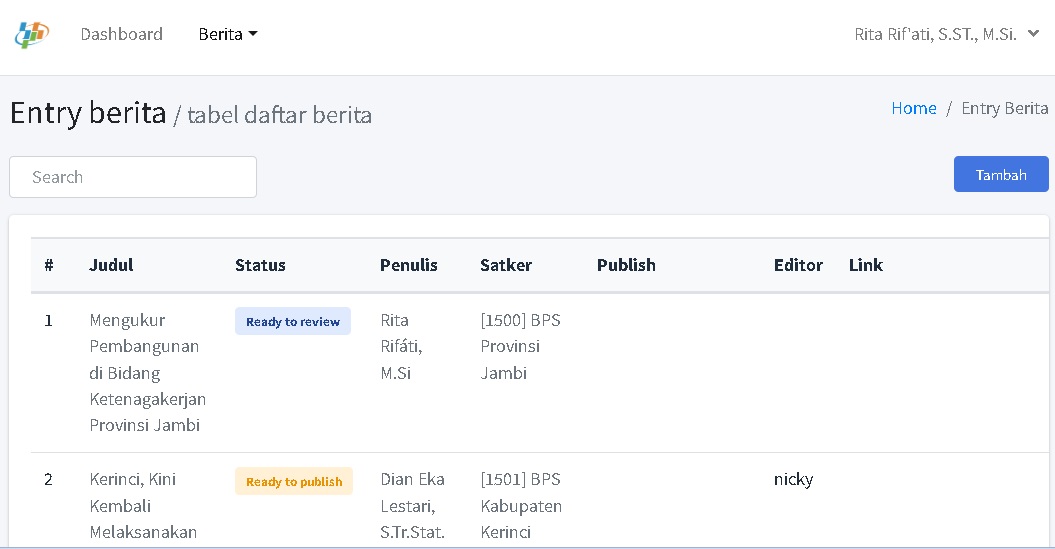 Dashboard Berita Rita Rif'ati, S.ST., M.Si.
Entry berita / tabel daftar berita Home / Entry Berita
Search Tambah
# Judul Status Penulis Satker Publish Editor Link
1 Mengukur Ready to review Rita [1500] BPS
Pembangunan Rifáti, Provinsi
di Bidang M.Si Jambi
Ketenagakerjan
Provinsi Jambi
2 Kerinci, Kini Ready to publish Dian Eka [1501] BPS nicky
Kembali Lestari, Kabupaten
Melaksanakan S.Tr.Stat. Kerinci